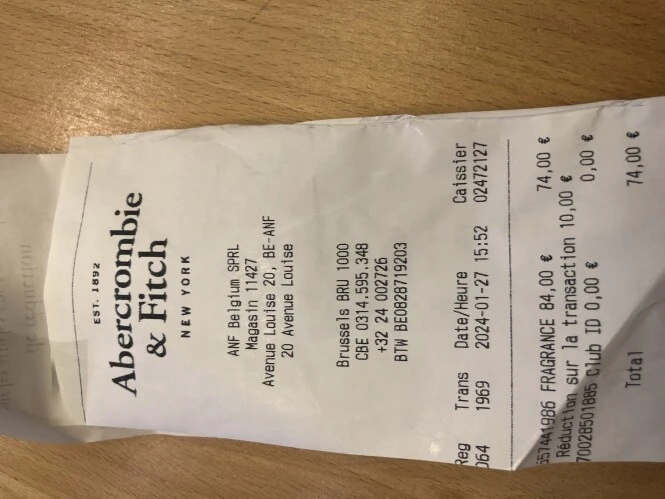 EST. 1892
Abercrombie
& Fitch
NEW YORK
ANF Belgium SPRL
Magasin 11427
Avenue Louise 20, BE-ANF
20 Avenue Louise
Brussels BRU 1000
CBE 0314.595.348
+32 24 002726
BTW BE0828719203
Reg Trans Date/Heure Caissier
064 1969 2024-01-27 15:52 02472127
557441986 FRAGRANCE 84,00 € 74,00 €
Réduction sur la transaction 10,00 €
70028501885 Club ID 0,00 € 0,00 €
Total 74,00 €